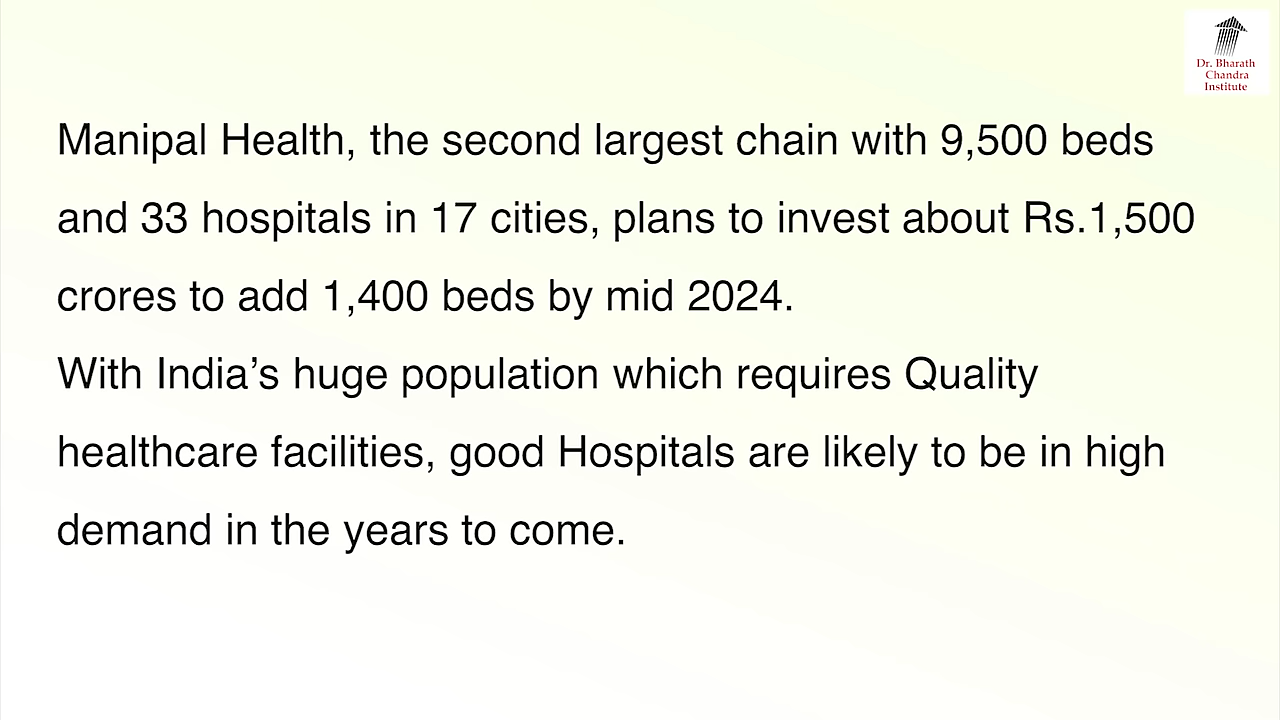 Dr. Bharath
Chandra
Institute
Manipal Health, the second largest chain with 9,500 beds
and 33 hospitals in 17 cities, plans to invest about Rs.1,500
crores to add 1,400 beds by mid 2024.
With India’s huge population which requires Quality
healthcare facilities, good Hospitals are likely to be in high
demand in the years to come.